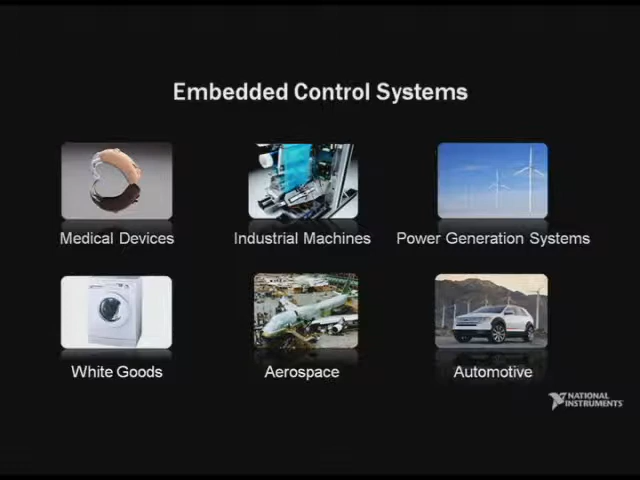 Embedded Control Systems
Medical Devices
Industrial Machines
Power Generation Systems
White Goods
Aerospace
Automotive
NATIONAL
INSTRUMENTS